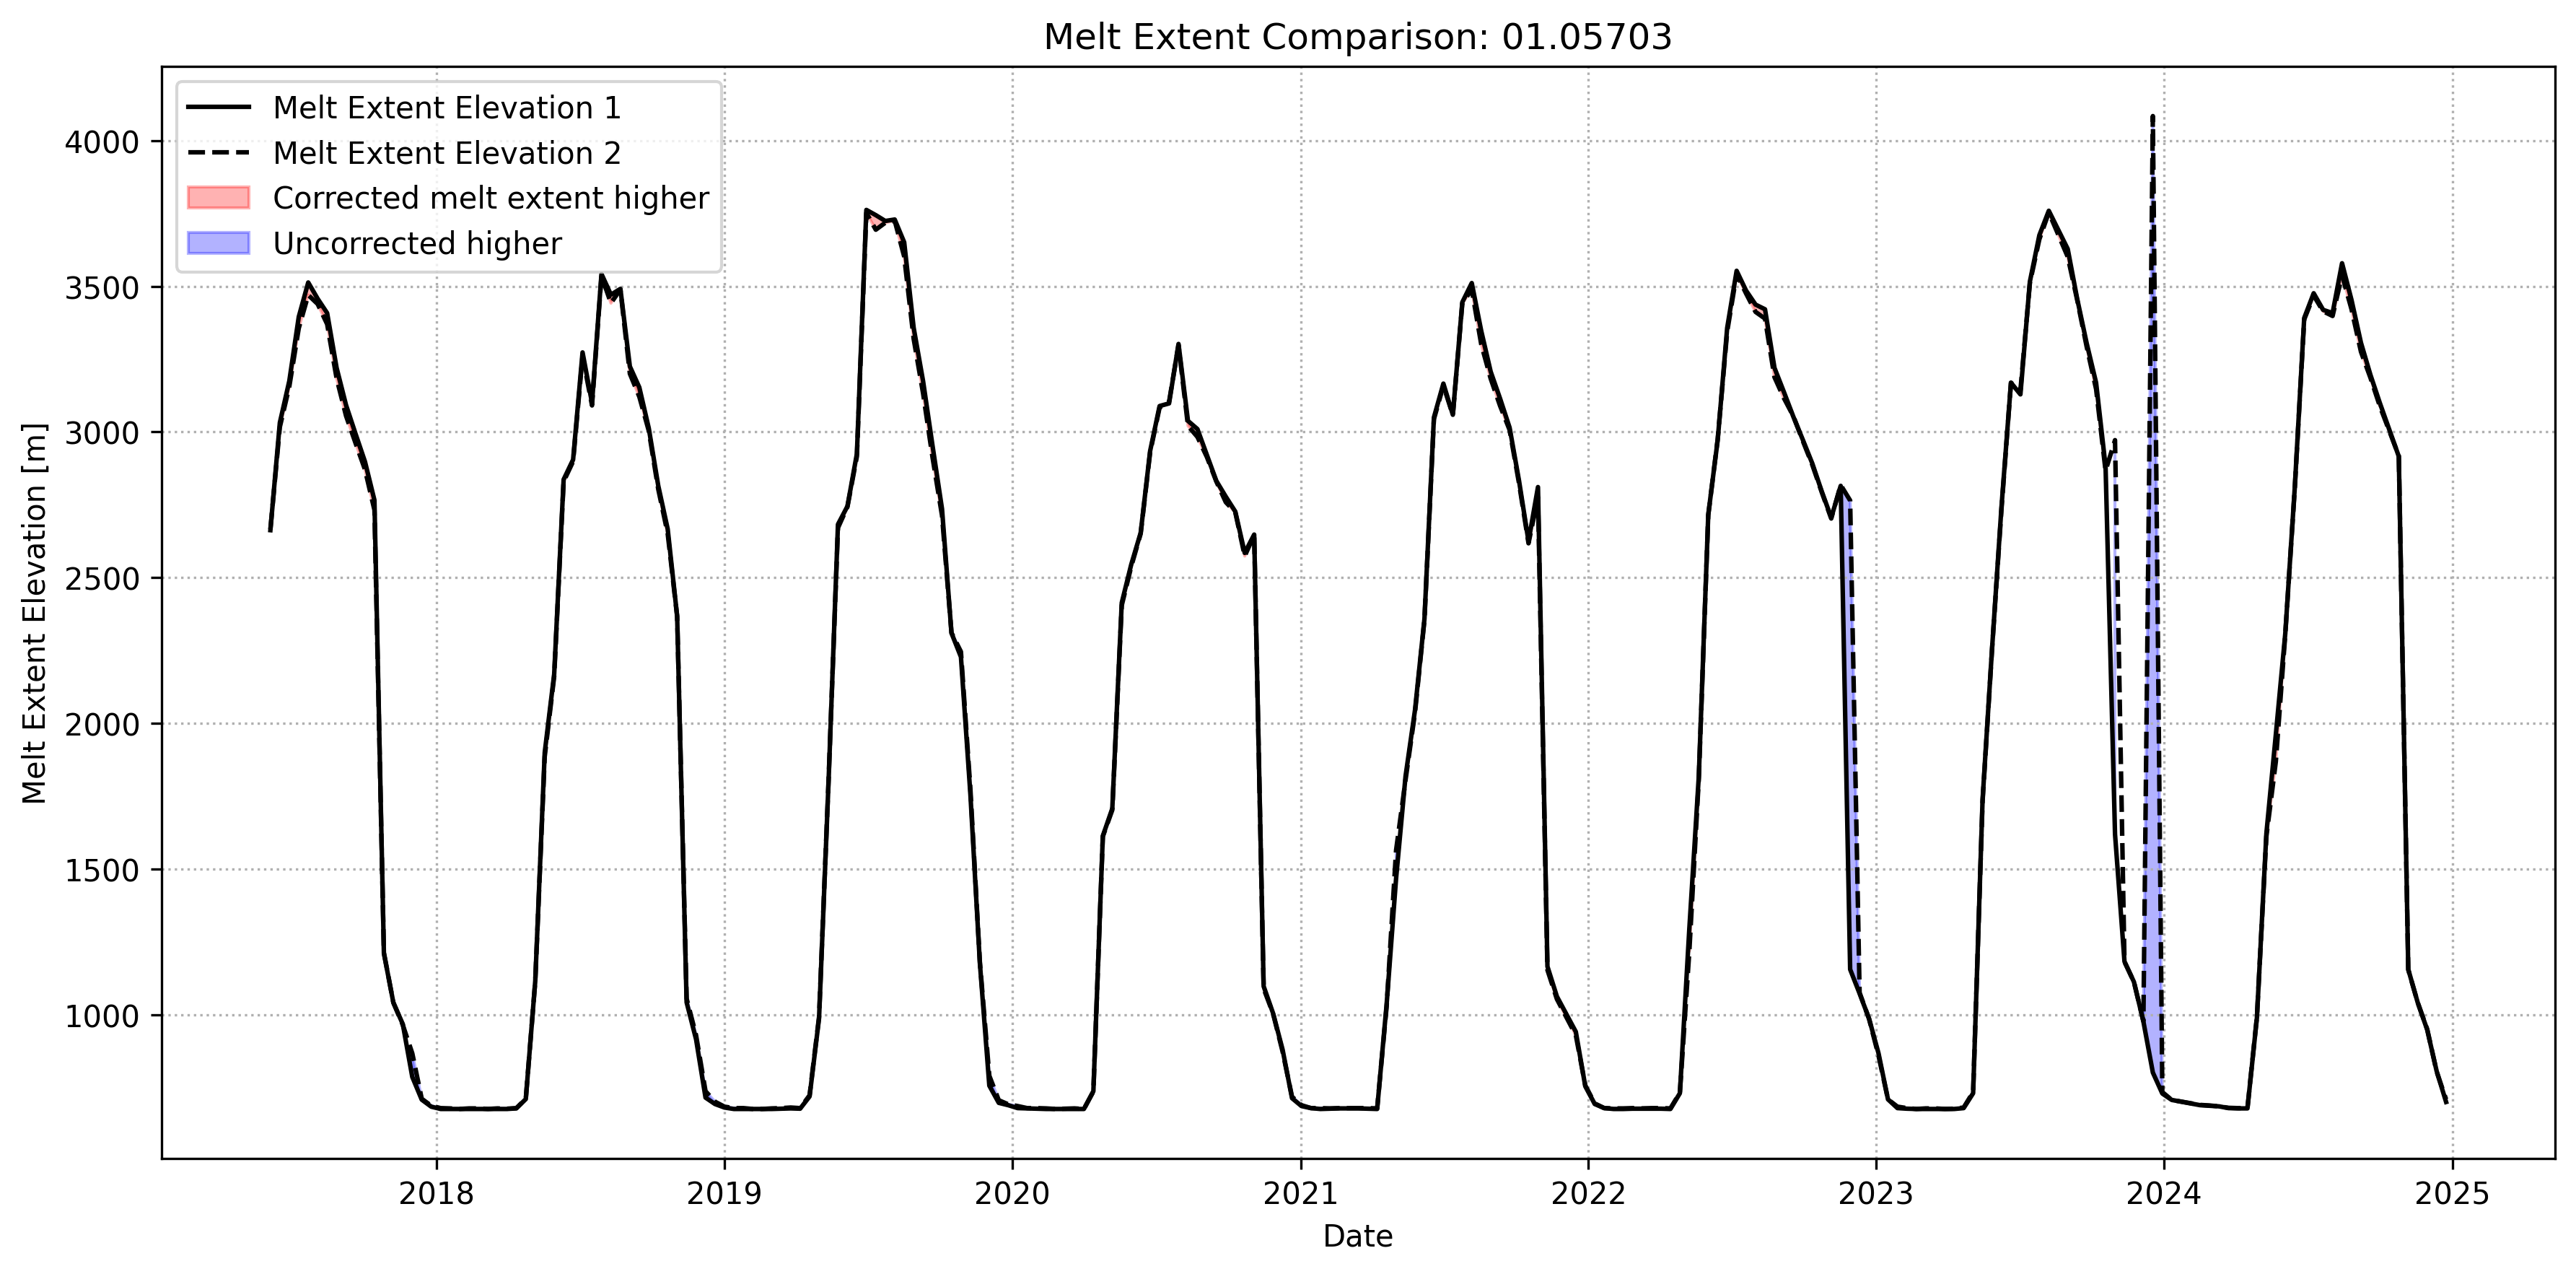 Melt Extent Comparison: 01.05703
Melt Extent Elevation 1
Melt Extent Elevation 2
Corrected melt extent higher
Uncorrected higher
Melt Extent Elevation [m]
4000
3500
3000
2500
2000
1500
1000
2018 2019 2020 2021 2022 2023 2024 2025
Date